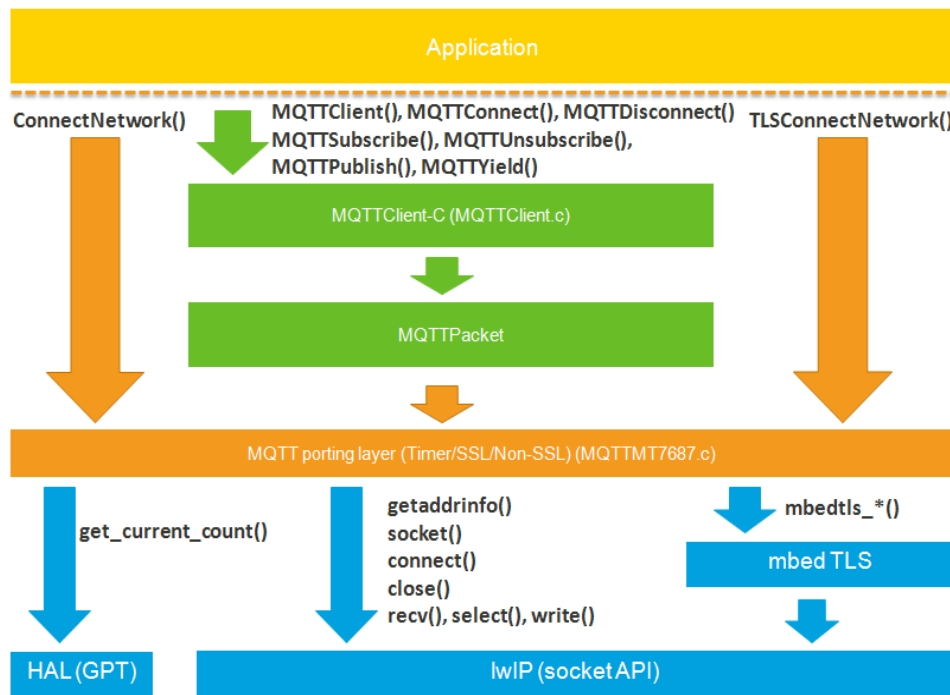 Application
ConnectNetwork()
MQTTClient(), MQTTConnect(), MQTTDisconnect()
MQTTSubscribe(), MQTTUnsubscribe(),
MQTTPublish(), MQTTYield()
TLSConnectNetwork()
MQTTClient-C (MQTTClient.c)
MQTTPacket
MQTT porting layer (Timer/SSL/Non-SSL) (MQTTMT7687.c)
get_current_count()
getaddrinfo()
socket()
connect()
close()
recv(), select(), write()
mbedtls_*()
mbed TLS
HAL (GPT)
lwIP (socket API)